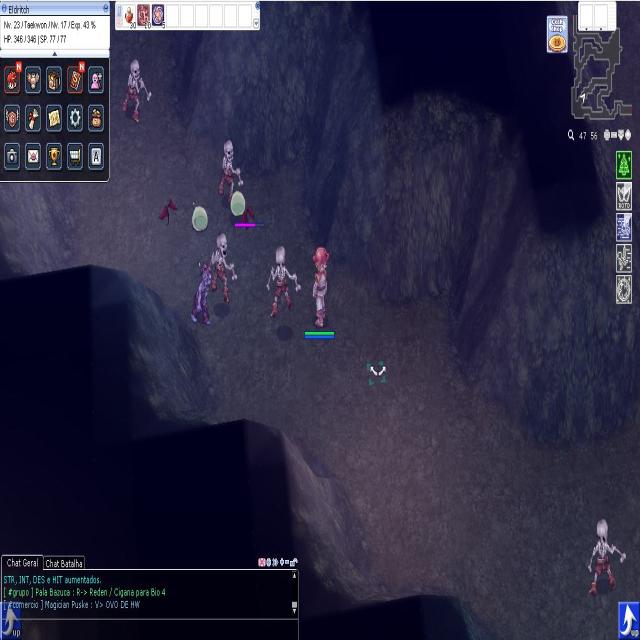 Eldritch
Nv. 23 / Taekwon / Nv. 17 / Exp. 43 %
HP. 346 / 346 | SP. 77 / 77
47 56
Chat Geral
Chat Batalha
STR, INT, DES e HIT aumentados.
[ #grupo ] Pala Bazuca : R-> Reden / Cigana para Bio 4
[ #comercio ] Magician Puske : V> OVO DE HW
up
up